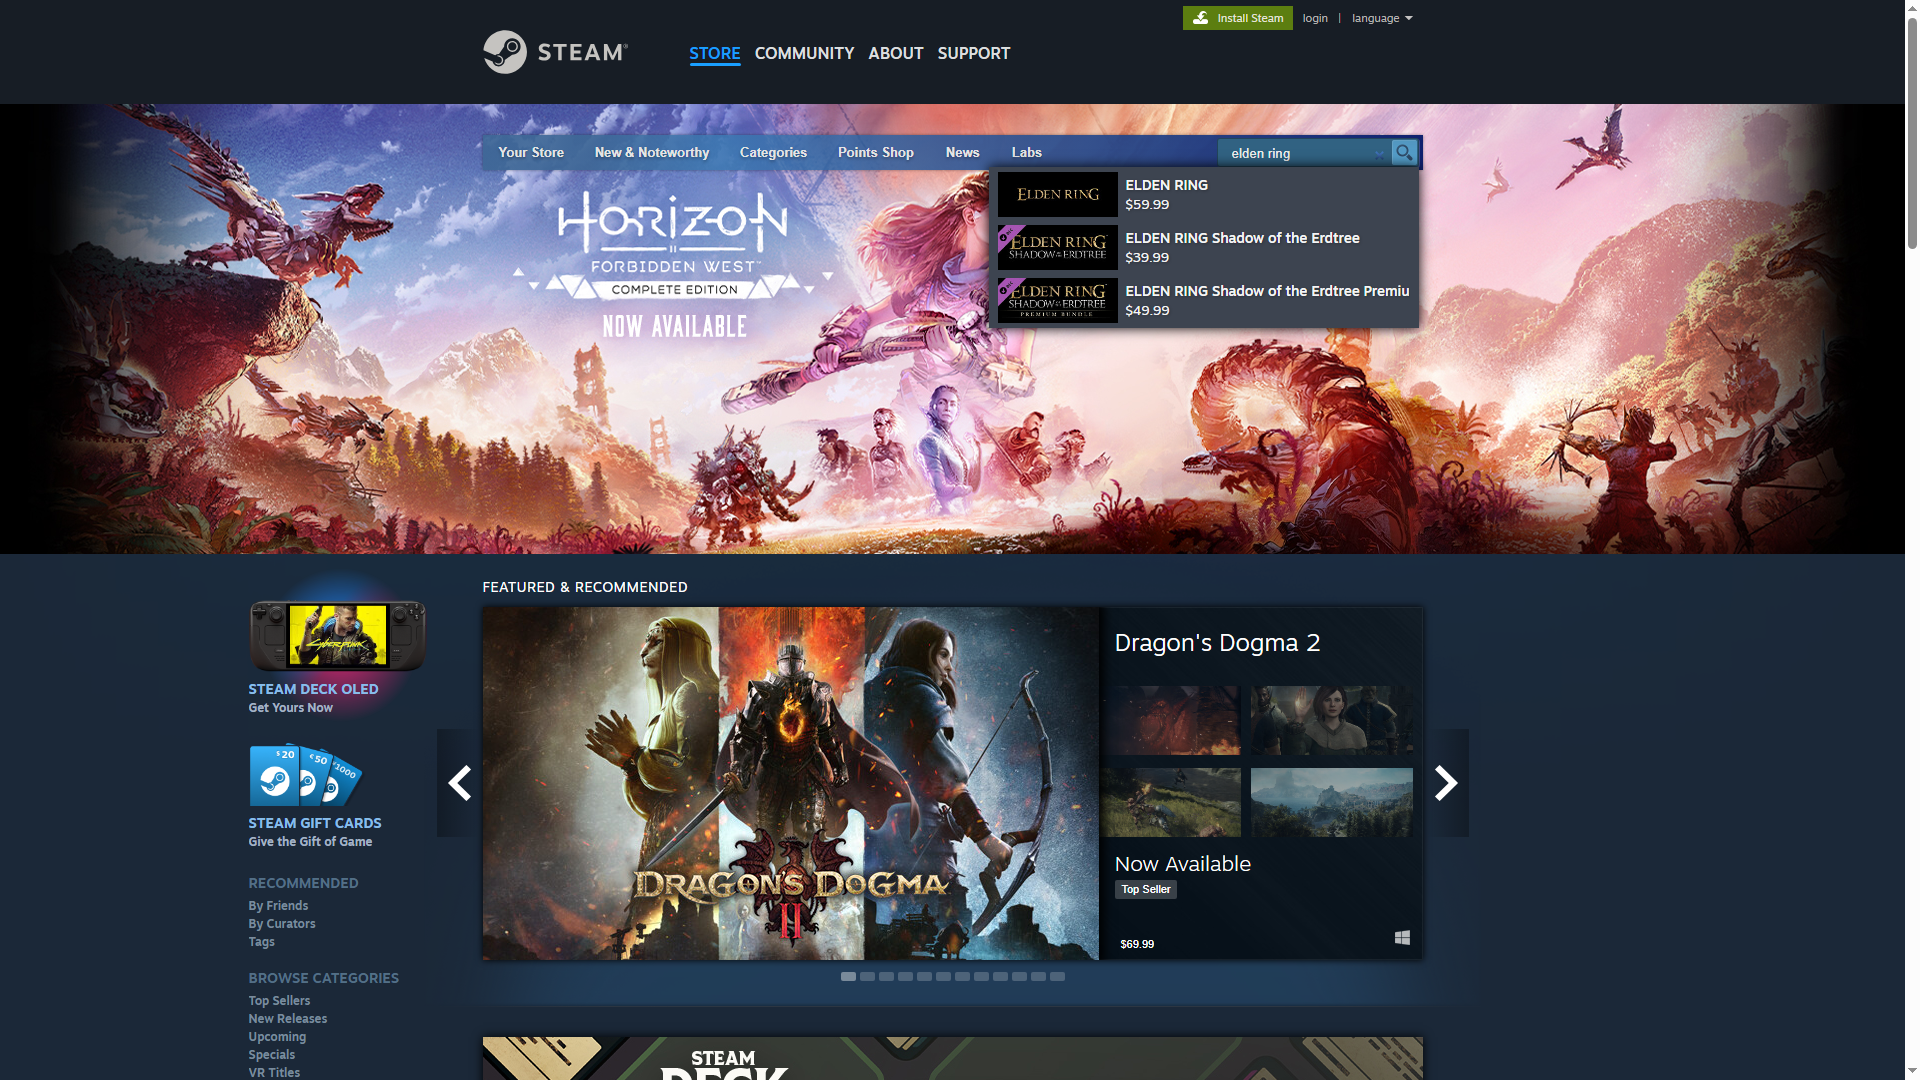 Install Steam
login | language
STEAM®
STORE COMMUNITY ABOUT SUPPORT
Your Store New & Noteworthy Categories Points Shop News Labs
elden ring
ELDEN RING
ELDEN RING
$59.99
ELDEN RING
SHADOW OF THE ERDTREE
ELDEN RING Shadow of the Erdtree
$39.99
ELDEN RING
SHADOW OF THE ERDTREE
PREMIUM BUNDLE
ELDEN RING Shadow of the Erdtree Premiu
$49.99
HORIZON
II
FORBIDDEN WEST™
COMPLETE EDITION
NOW AVAILABLE
Cyberpunk
STEAM DECK OLED
Get Yours Now
$20
€50
1000
STEAM GIFT CARDS
Give the Gift of Game
RECOMMENDED
By Friends
By Curators
Tags
BROWSE CATEGORIES
Top Sellers
New Releases
Upcoming
Specials
VR Titles
FEATURED & RECOMMENDED
DRAGON'S DOGMA
II
Dragon's Dogma 2
Now Available
Top Seller
$69.99
STEAM
DECK